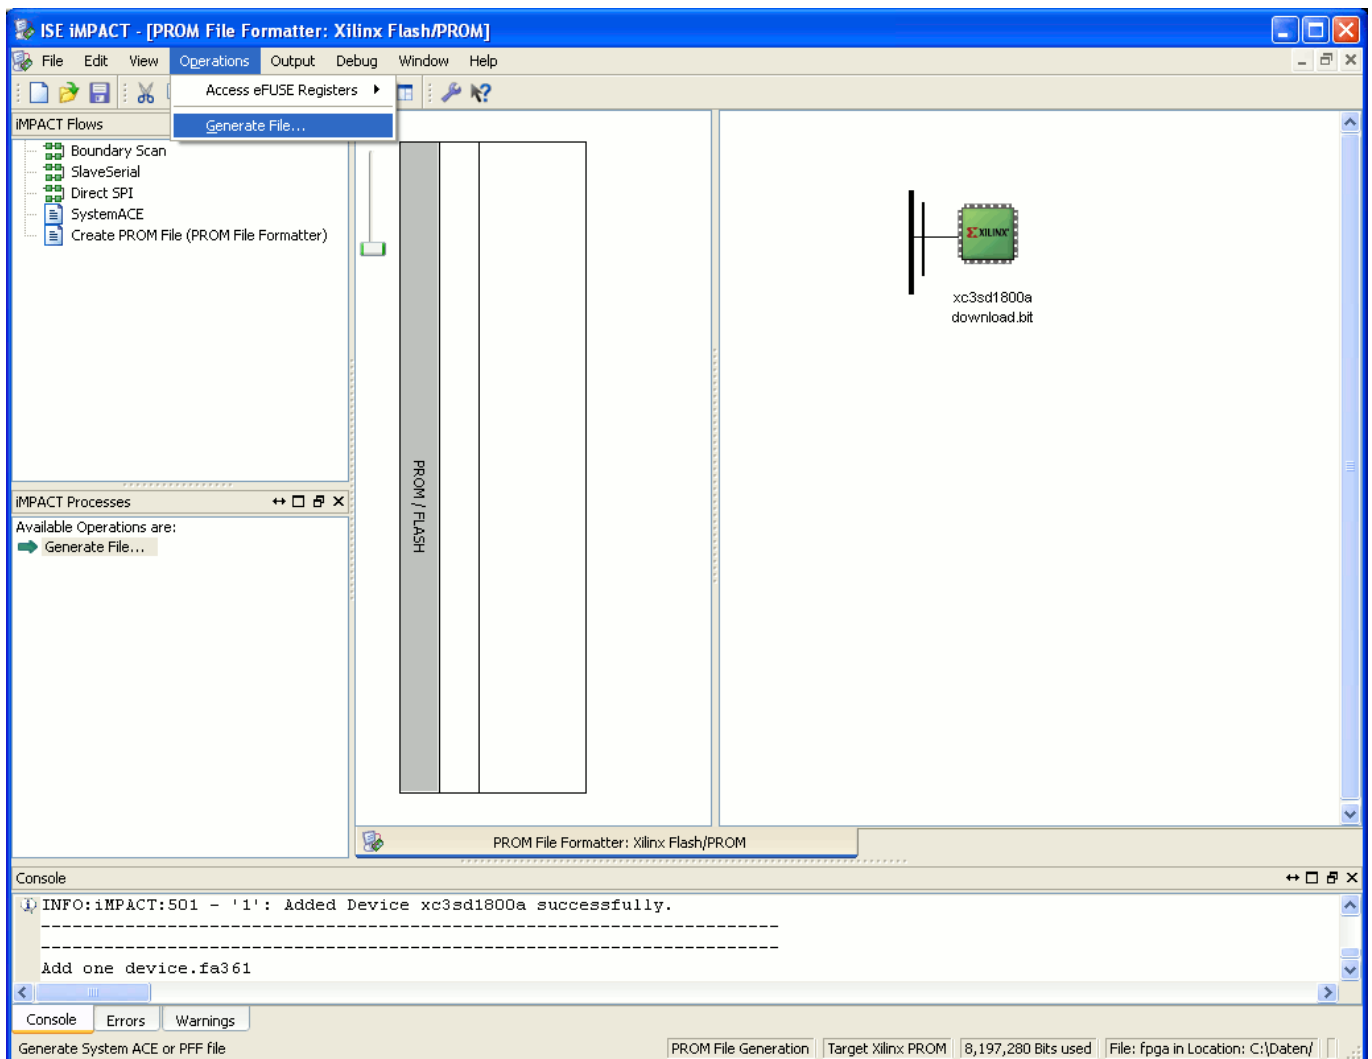 ISE iMPACT - [PROM File Formatter: Xilinx Flash/PROM]
File Edit View Operations Output Debug Window Help
Access eFUSE Registers
Generate File...
iMPACT Flows
Boundary Scan
SlaveSerial
Direct SPI
SystemACE
Create PROM File (PROM File Formatter)
XILINX
xc3sd1800a
download.bit
PROM / FLASH
iMPACT Processes
Available Operations are:
Generate File...
PROM File Formatter: Xilinx Flash/PROM
Console
INFO:iMPACT:501 - '1': Added Device xc3sd1800a successfully.
----------------------------------------------------------------------
----------------------------------------------------------------------
Add one device.fa361
Console Errors Warnings
Generate System ACE or PFF file PROM File Generation Target Xilinx PROM 8,197,280 Bits used File: fpga in Location: C:\Daten/